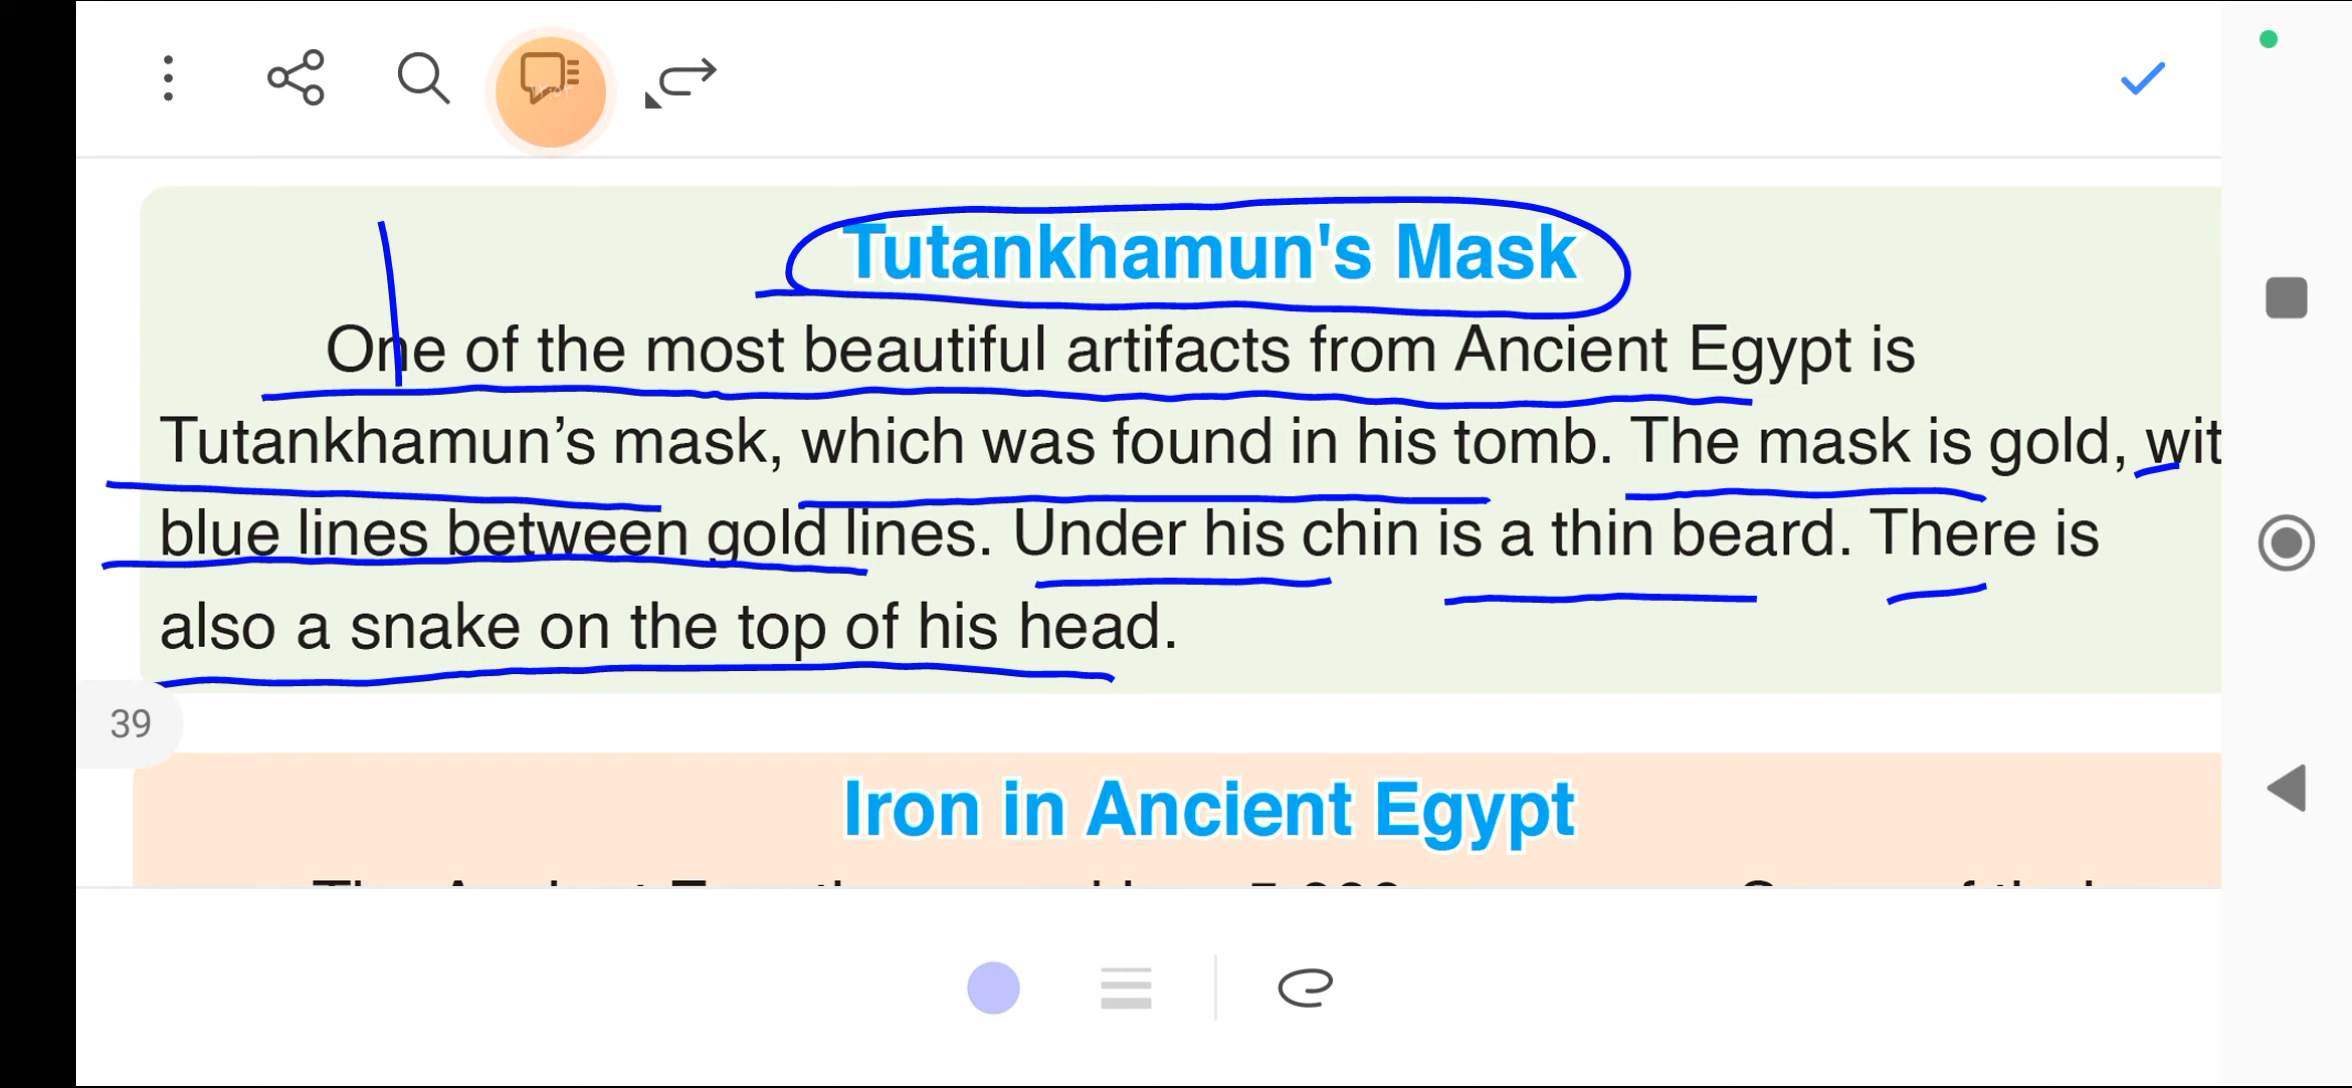 Tutankhamun's Mask
One of the most beautiful artifacts from Ancient Egypt is
Tutankhamun’s mask, which was found in his tomb. The mask is gold, wit
blue lines between gold lines. Under his chin is a thin beard. There is
also a snake on the top of his head.
39
Iron in Ancient Egypt